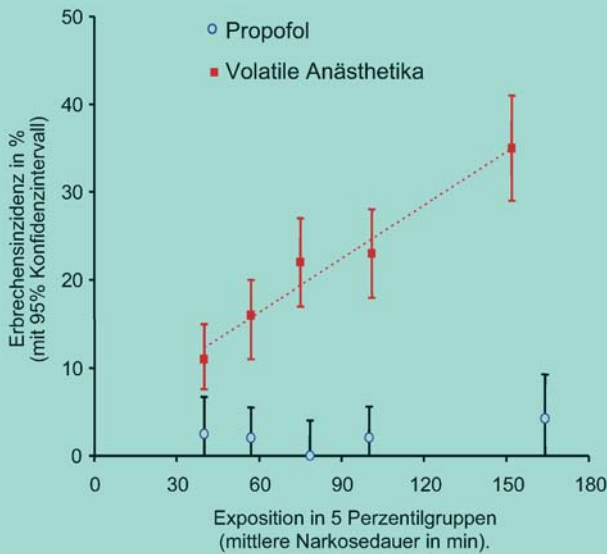 Propofol
Volatile Anästhetika
Erbrechensinzidenz in %
(mit 95% Konfidenzintervall)
50
40
30
20
10
0
0 30 60 90 120 150 180
Exposition in 5 Perzentilgruppen
(mittlere Narkosedauer in min).